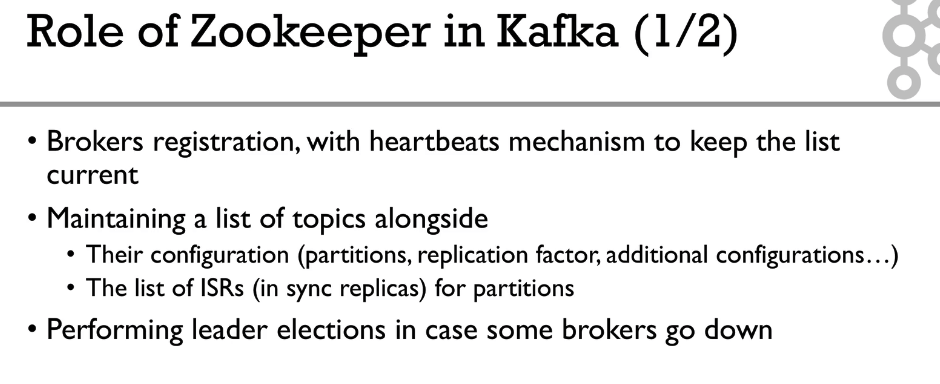 Role of Zookeeper in Kafka (1/2)
• Brokers registration, with heartbeats mechanism to keep the list
current
• Maintaining a list of topics alongside
• Their configuration (partitions, replication factor, additional configurations…)
• The list of ISRs (in sync replicas) for partitions
• Performing leader elections in case some brokers go down